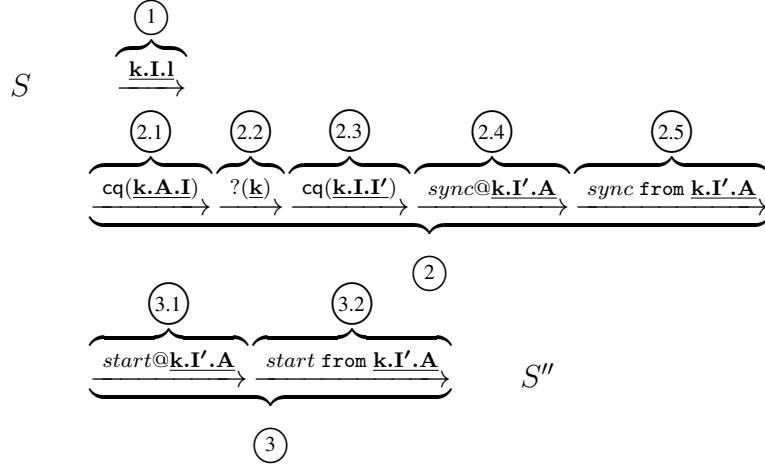 1
k.I.l
S
2.1 2.2 2.3 2.4 2.5
cq(k.A.I) ?(k) cq(k.I.I′) sync@k.I′.A sync from k.I′.A
2
3.1 3.2
start@k.I′.A start from k.I′.A S′′
3